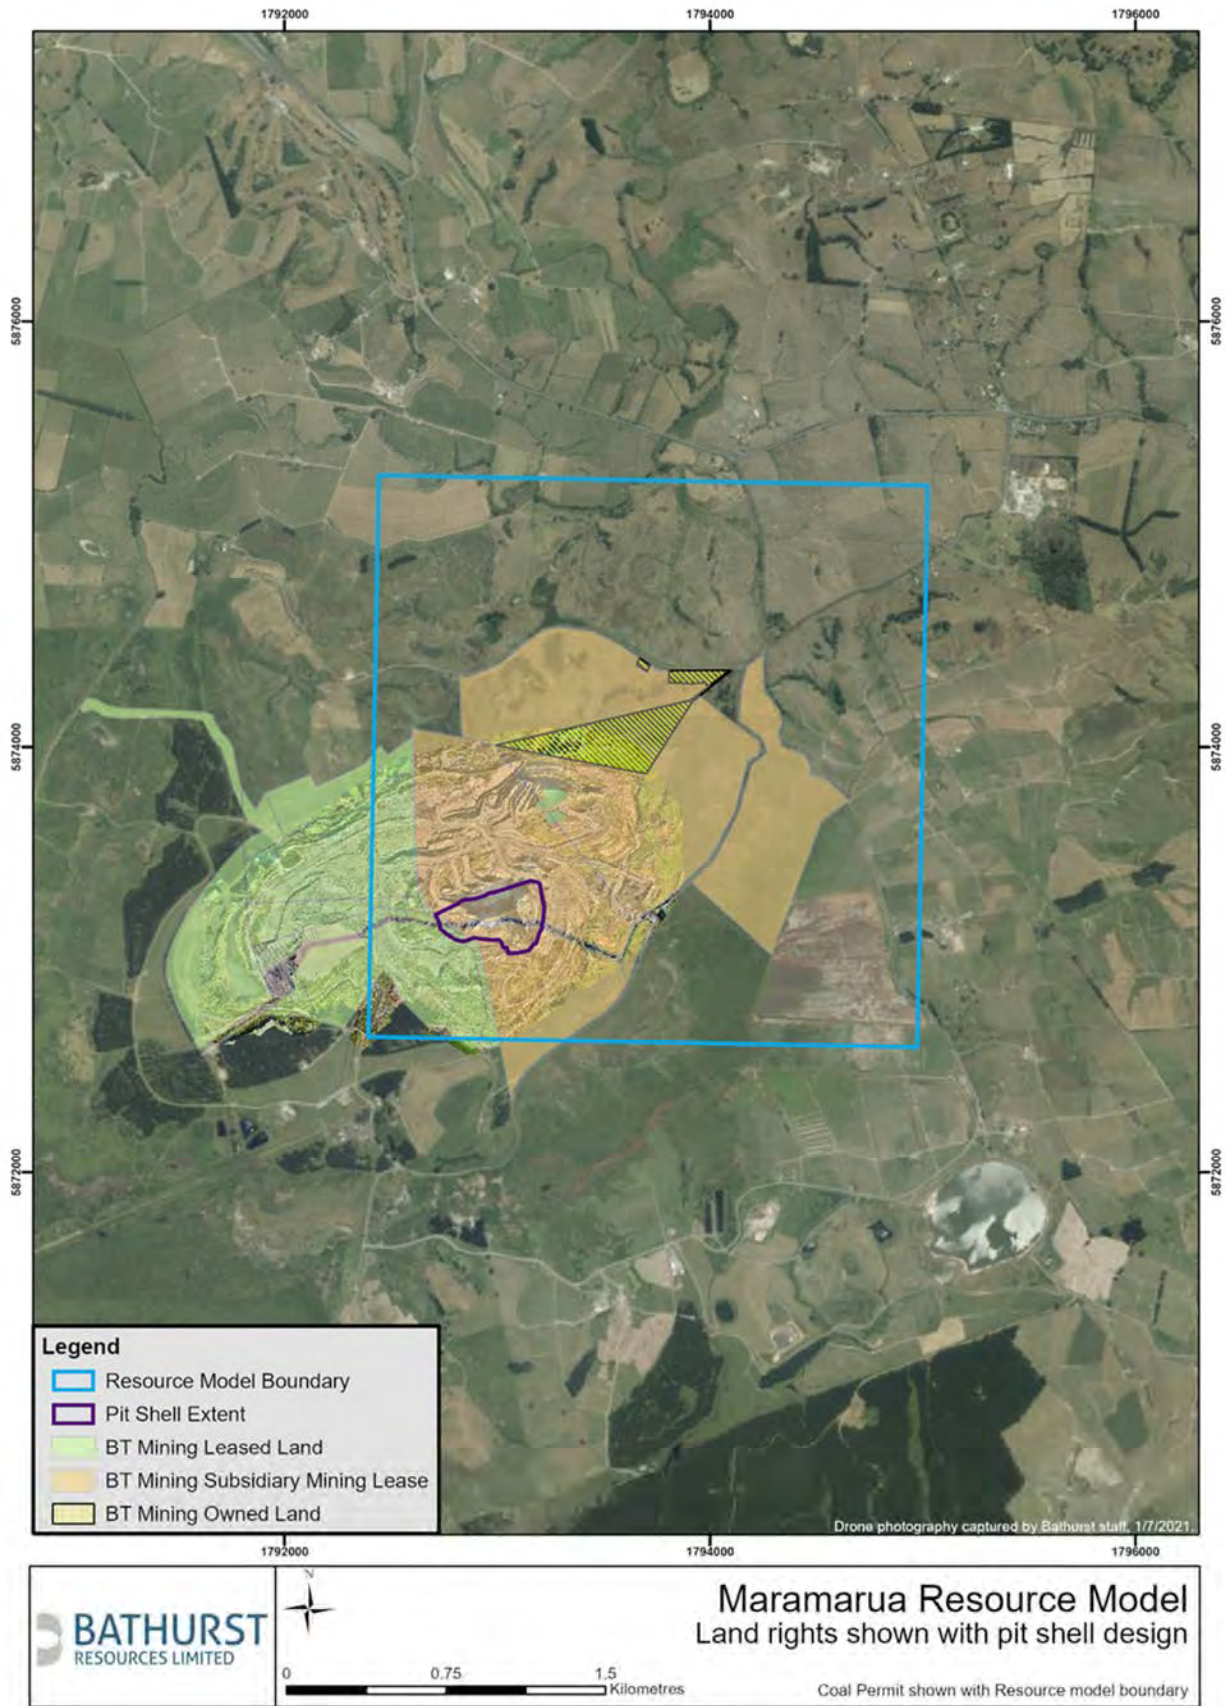 1792000
1794000
1796000
5876000
5876000
5874000
5874000
5872000
5872000
Legend
Resource Model Boundary
Pit Shell Extent
BT Mining Leased Land
BT Mining Subsidiary Mining Lease
BT Mining Owned Land
Drone photography captured by Bathurst staff, 1/7/2021.
1792000
1794000
1796000
BATHURST
RESOURCES LIMITED
N
0 0.75 1.5
Kilometres
Maramarua Resource Model
Land rights shown with pit shell design
Coal Permit shown with Resource model boundary